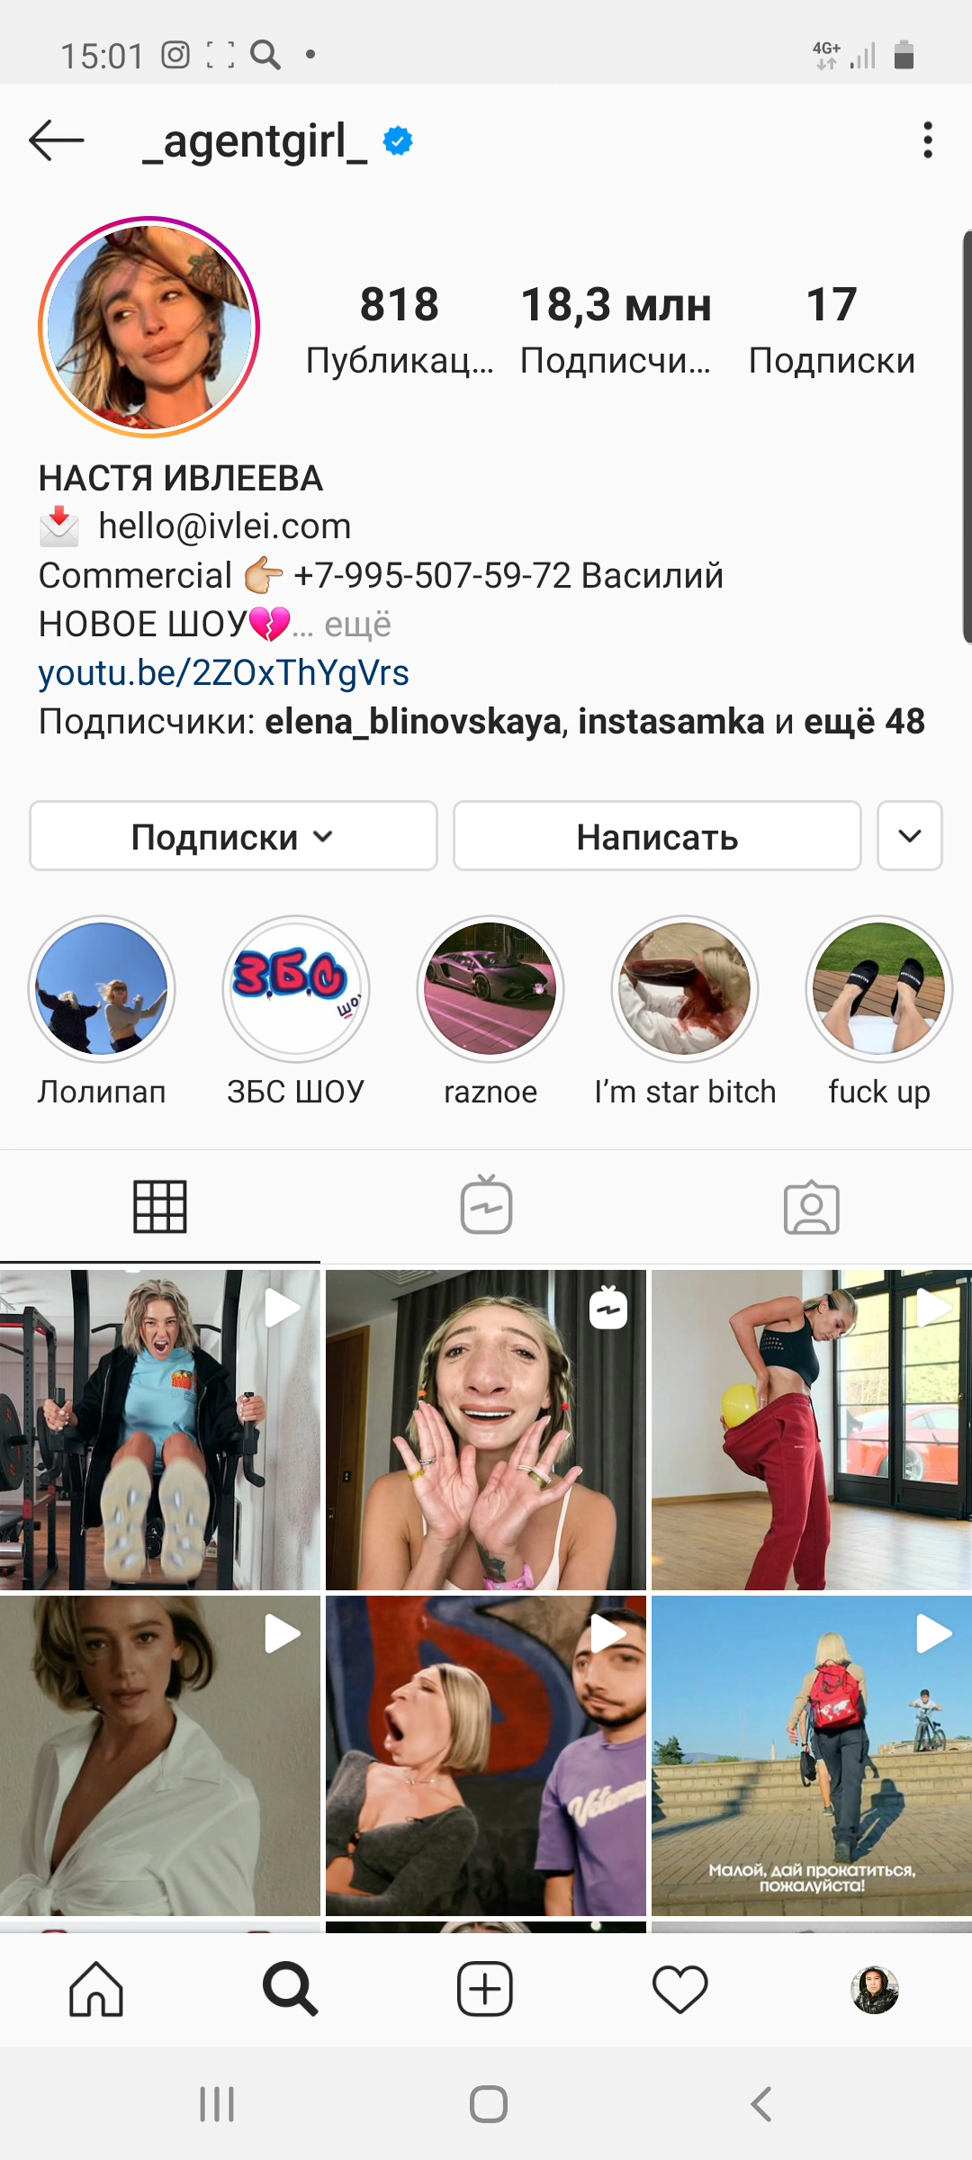 15:01
4G+
_agentgirl_
818
18,3 млн
17
Публикац...
Подписчи...
Подписки
НАСТЯ ИВЛЕЕВА
hello@ivlei.com
Commercial 👉🏼 +7-995-507-59-72 Василий
НОВОЕ ШОУ💔... ещё
youtu.be/2ZOxThYgVrs
Подписчики: elena_blinovskaya, instasamka и ещё 48
Подписки
Написать
З.Б.С
шоу
Лолипап
ЗБС ШОУ
raznoe
I’m star bitch
fuck up
Малой, дай прокатиться,
пожалуйста!